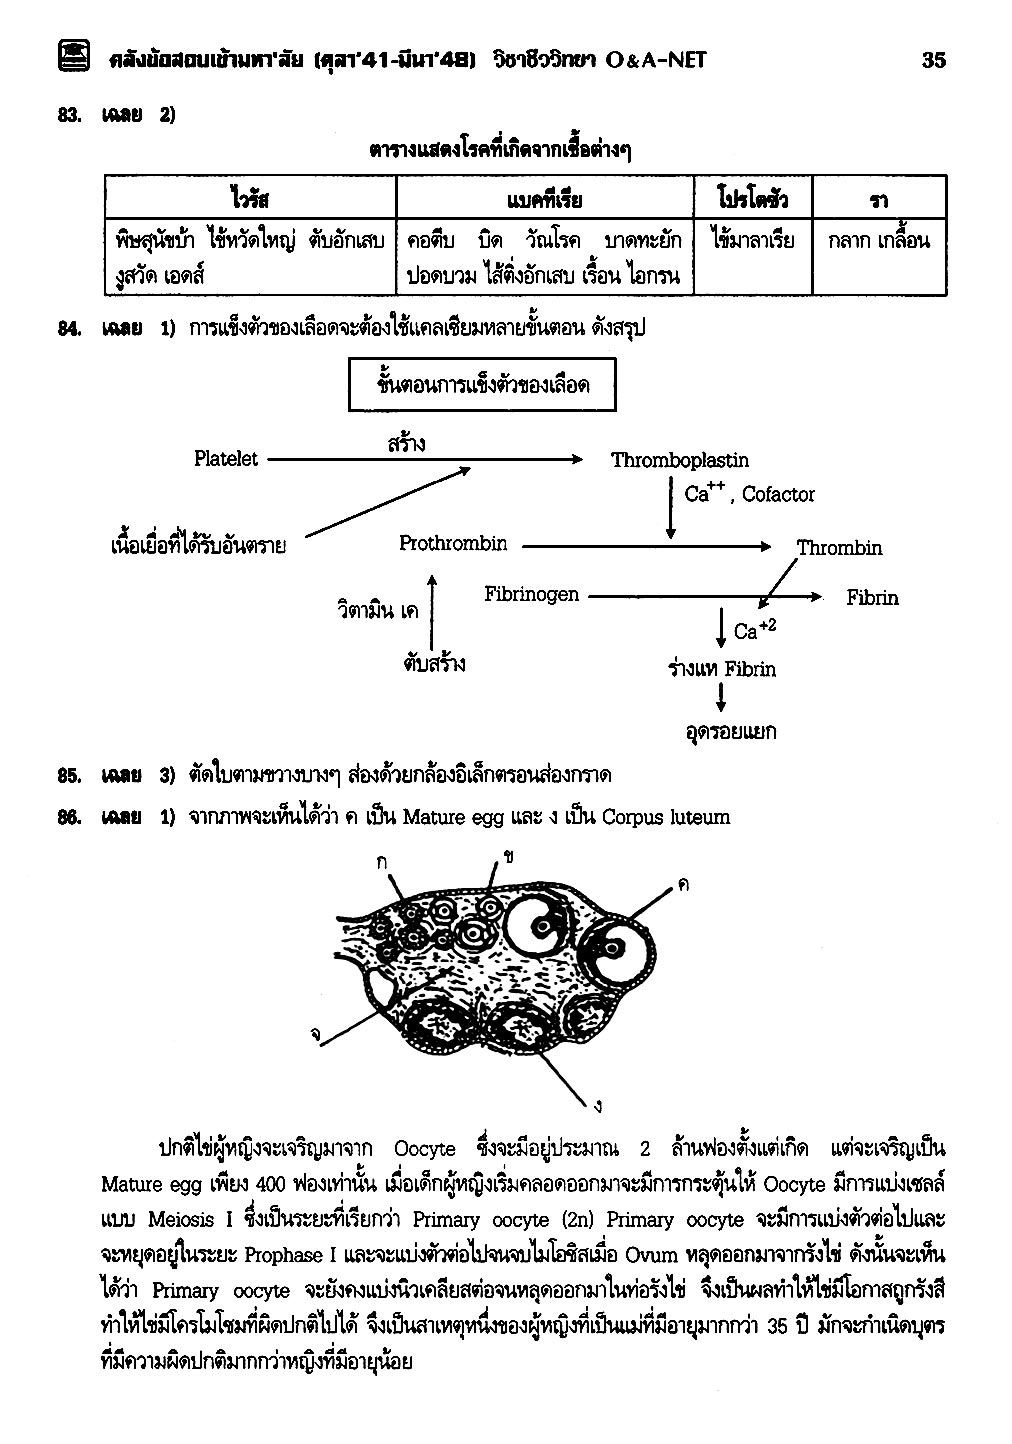 คลังข้อสอบเข้ามหา'ลัย (ตุลา'41-มีนา'48) วิชาชีววิทยา O & A-NET 35
83. เฉลย 2)
ตารางแสดงโรคที่เกิดจากเชื้อต่างๆ
ไวรัส แบคทีเรีย โปรโตซัว รา
พิษสุนัขบ้า ไข้หวัดใหญ่ ตับอักเสบ คอตีบ บิด วัณโรค บาดทะยัก ไข้มาลาเรีย กลาก เกลื้อน
งูสวัด เอดส์ ปอดบวม ไส้ติ่งอักเสบ เรื้อน ไอกรน
84. เฉลย 1) การแข็งตัวของเลือดจะต้องใช้แคลเซียมหลายขั้นตอน ดังสรุป
ขั้นตอนการแข็งตัวของเลือด
สร้าง
Platelet Thromboplastin
Ca++ , Cofactor
เนื้อเยื่อที่ได้รับอันตราย Prothrombin Thrombin
Fibrinogen Fibrin
วิตามิน เค
Ca+2
ตับสร้าง ร่างแห Fibrin
อุดรอยแยก
85. เฉลย 3) ตัดใบตามขวางบางๆ ส่องด้วยกล้องอิเล็กตรอนส่องกราด
86. เฉลย 1) จากภาพจะเห็นได้ว่า ค เป็น Mature egg และ ง เป็น Corpus luteum
ก ข
ค
จ
ง
ปกติไข่ผู้หญิงจะเจริญมาจาก Oocyte ซึ่งจะมีอยู่ประมาณ 2 ล้านฟองตั้งแต่เกิด แต่จะเจริญเป็น
Mature egg เพียง 400 ฟองเท่านั้น เมื่อเด็กผู้หญิงเริ่มคลอดออกมาจะมีการกระตุ้นให้ Oocyte มีการแบ่งเซลล์
แบบ Meiosis I ซึ่งเป็นระยะที่เรียกว่า Primary oocyte (2n) Primary oocyte จะมีการแบ่งตัวต่อไปและ
จะหยุดอยู่ในระยะ Prophase I และจะแบ่งตัวต่อไปจนจบไมโอซิสเมื่อ Ovum หลุดออกมาจากรังไข่ ดังนั้นจะเห็น
ได้ว่า Primary oocyte จะยังคงแบ่งนิวเคลียสต่อจนหลุดออกมาในท่อรังไข่ จึงเป็นผลทำให้ไข่มีโอกาสถูกรังสี
ทำให้ไข่มีโครโมโซมที่ผิดปกติไปได้ จึงเป็นสาเหตุหนึ่งของผู้หญิงที่เป็นแม่ที่มีอายุมากกว่า 35 ปี มักจะกำเนิดบุตร
ที่มีความผิดปกติมากกว่าหญิงที่มีอายุน้อย